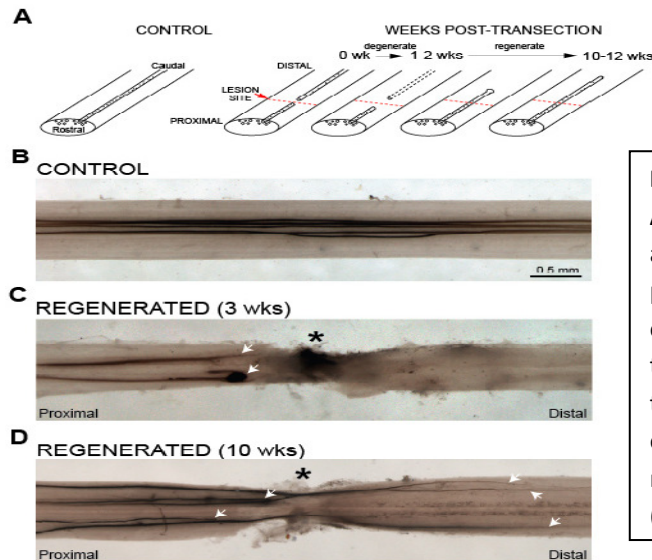 A
CONTROL
WEEKS POST-TRANSECTION
degenerate
regenerate
0 wk
1 2 wks
10-12 wks
Caudal
DISTAL
LESION
SITE
PROXIMAL
Rostral
B CONTROL
0.5 mm
C REGENERATED (3 wks)
*
Proximal
Distal
D REGENERATED (10 wks)
*
Proximal
Distal